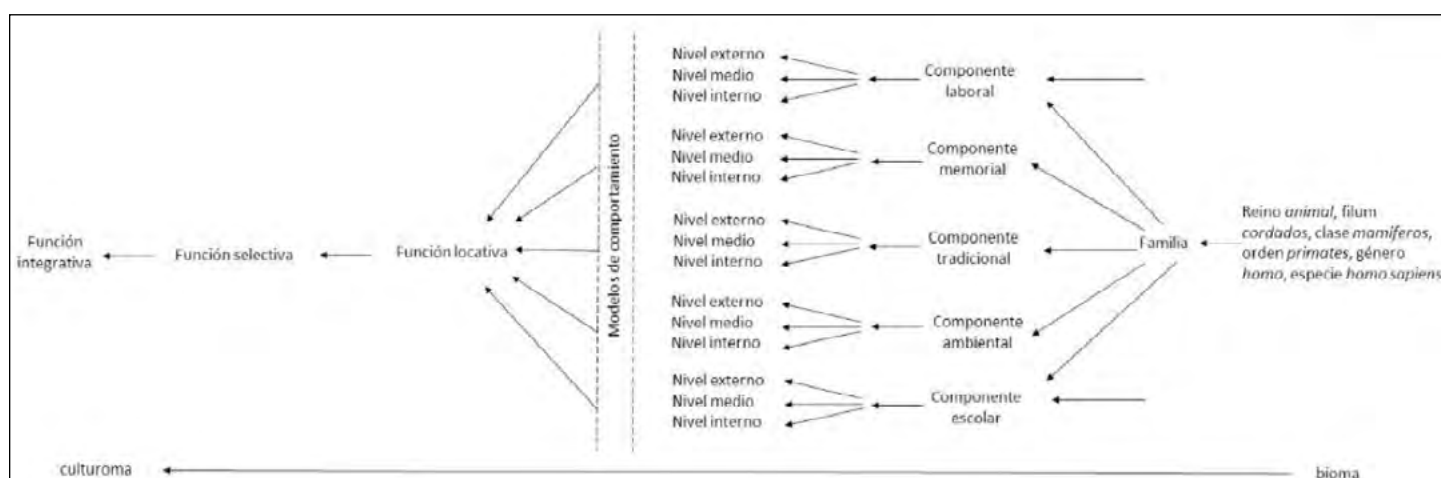 Nivel externo
Nivel medio
Nivel interno
Componente
laboral
Nivel externo
Nivel medio
Nivel interno
Componente
memorial
Nivel externo
Nivel medio
Nivel interno
Componente
tradicional
Nivel externo
Nivel medio
Nivel interno
Componente
ambiental
Nivel externo
Nivel medio
Nivel interno
Componente
escolar
Modelos de comportamiento
Función
integrativa
Función selectiva
Función locativa
Familia
Reino animal, filum
cordados, clase mamíferos,
orden primates, género
homo, especie homo sapiens
culturoma
bioma